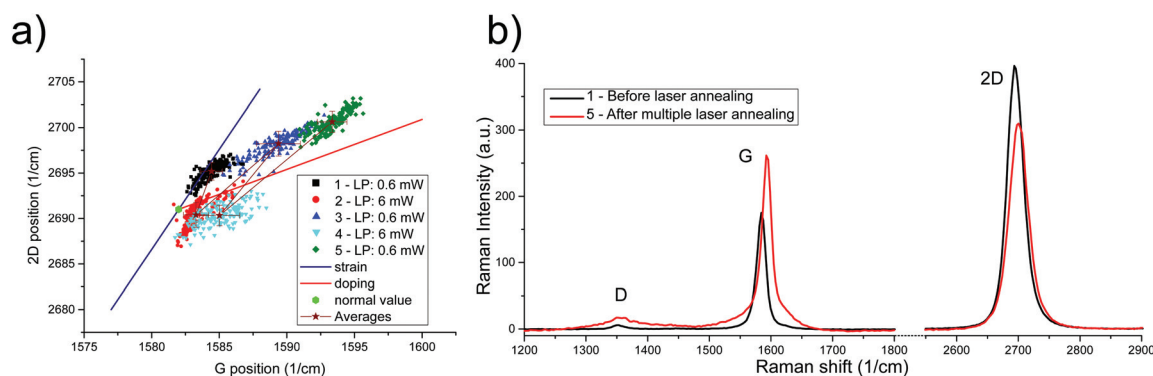 a)
2D position (1/cm)
2705
2700
2695
2690
2685
2680
1 - LP: 0.6 mW
2 - LP: 6 mW
3 - LP: 0.6 mW
4 - LP: 6 mW
5 - LP: 0.6 mW
strain
doping
normal value
Averages
1575 1580 1585 1590 1595 1600
G position (1/cm)
b)
Raman Intensity (a.u.)
400
300
200
100
0
1 - Before laser annealing
5 - After multiple laser annealing
2D
G
D
1200 1300 1400 1500 1600 1700 1800 2600 2700 2800 2900
Raman shift (1/cm)